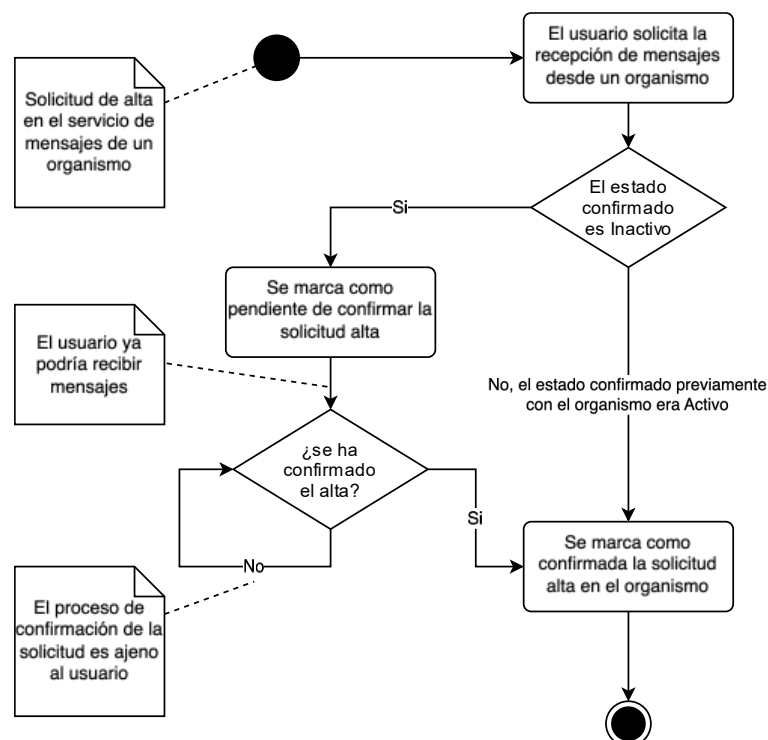 El usuario solicita la
recepción de mensajes
desde un organismo
Solicitud de alta
en el servicio de
mensajes de un
organismo
El estado
confirmado
es Inactivo
Si
Se marca como
pendiente de confirmar la
solicitud alta
El usuario ya
podría recibir
mensajes
No, el estado confirmado previamente
con el organismo era Activo
¿se ha
confirmado
el alta?
Si
No
Se marca como
confirmada la solicitud
alta en el organismo
El proceso de
confirmación de la
solicitud es ajeno
al usuario